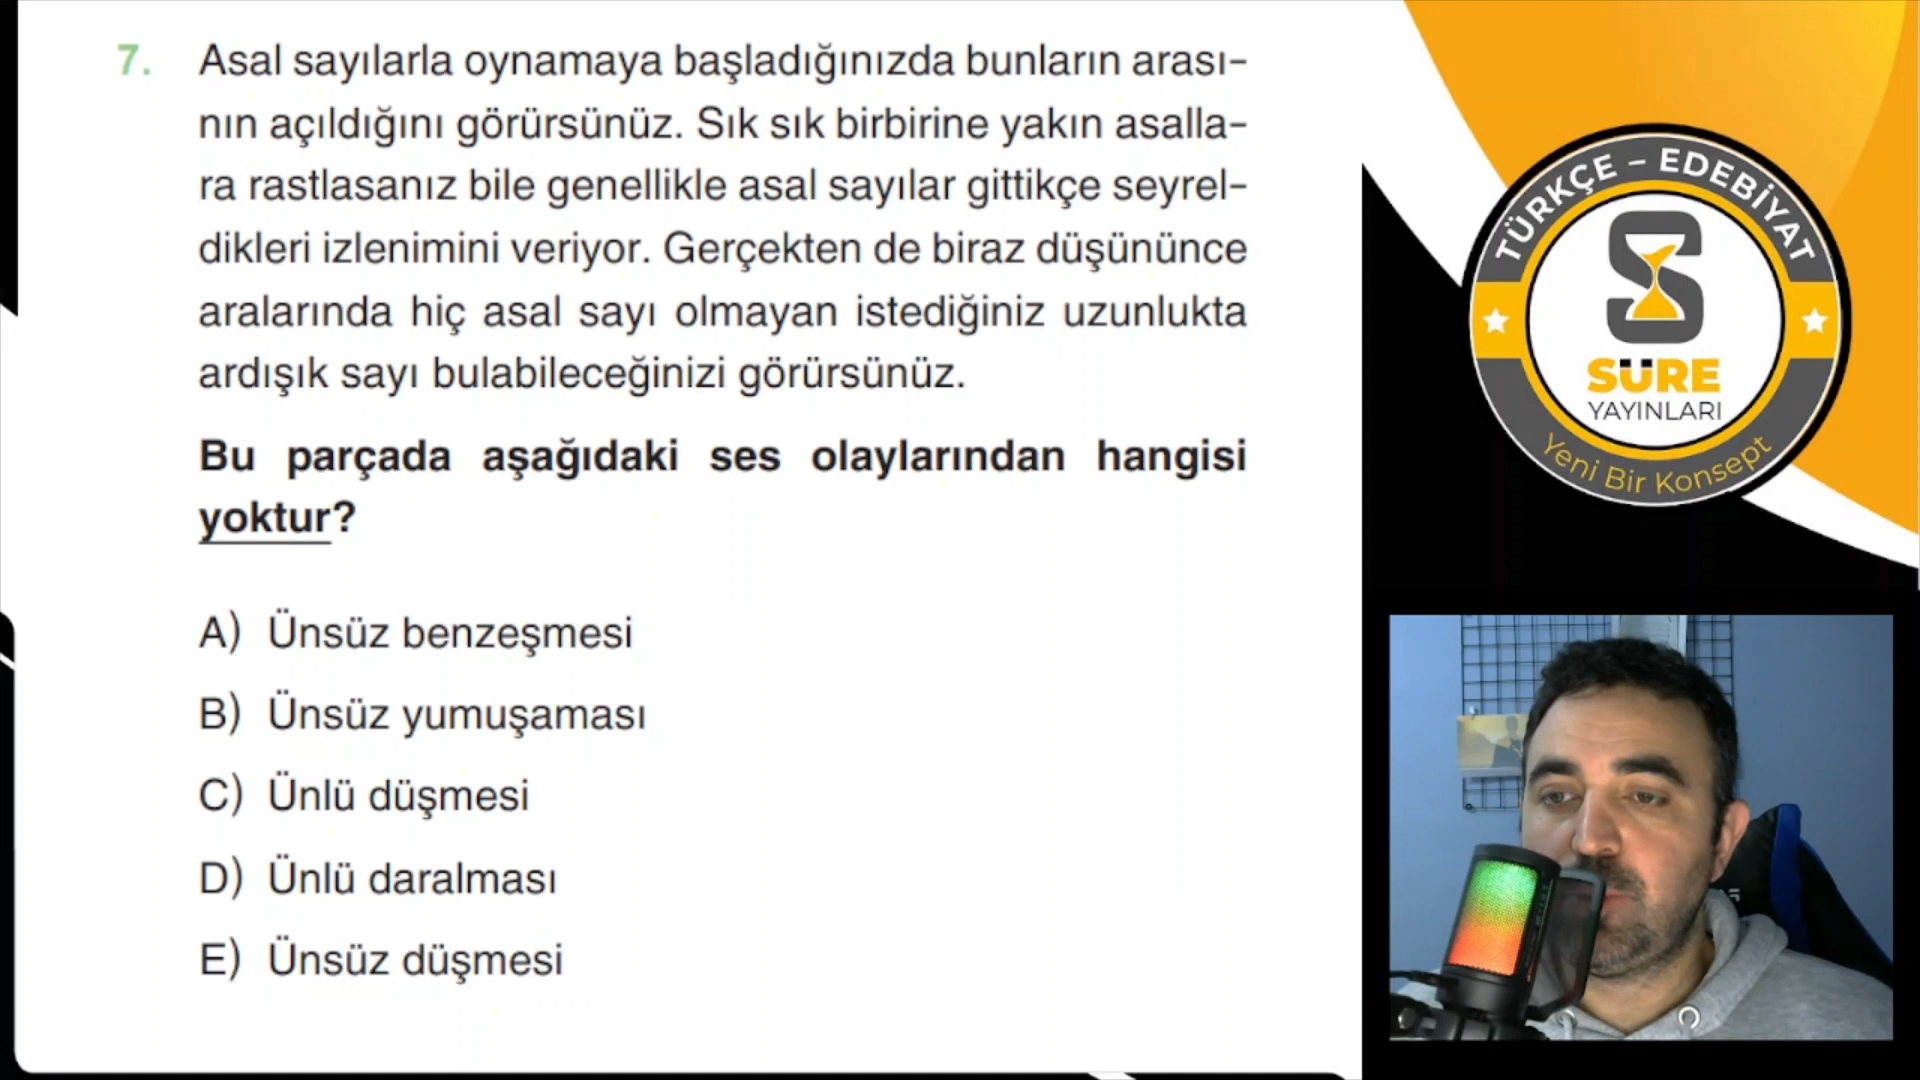 7. Asal sayılarla oynamaya başladığınızda bunların arası-
nın açıldığını görürsünüz. Sık sık birbirine yakın asalla-
ra rastlasanız bile genellikle asal sayılar gittikçe seyrel-
dikleri izlenimini veriyor. Gerçekten de biraz düşününce
aralarında hiç asal sayı olmayan istediğiniz uzunlukta
ardışık sayı bulabileceğinizi görürsünüz.
Bu parçada aşağıdaki ses olaylarından hangisi
yoktur?
A) Ünsüz benzeşmesi
B) Ünsüz yumuşaması
C) Ünlü düşmesi
D) Ünlü daralması
E) Ünsüz düşmesi
TÜRKÇE – EDEBİYAT
SÜRE
YAYINLARI
Yeni Bir Konsept